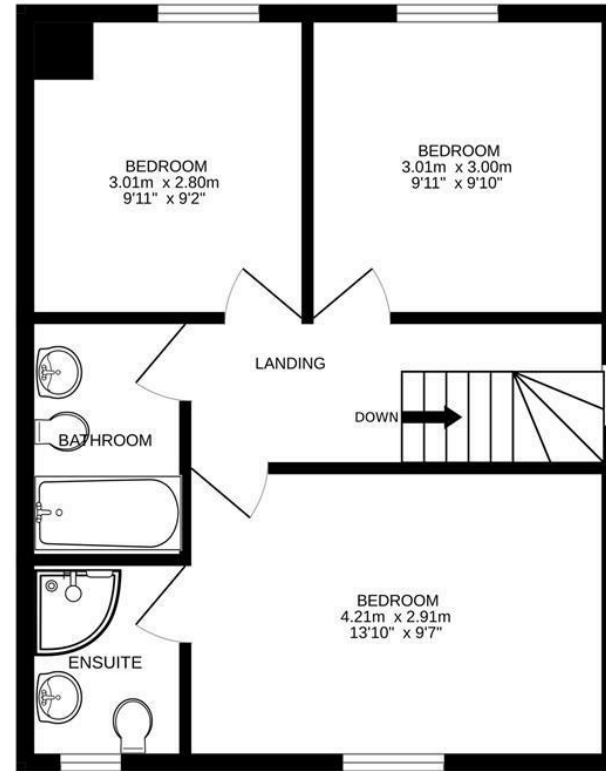 BEDROOM
3.01m x 2.80m
9'11" x 9'2"
BEDROOM
3.01m x 3.00m
9'11" x 9'10"
LANDING
DOWN
BATHROOM
BEDROOM
4.21m x 2.91m
13'10" x 9'7"
ENSUITE